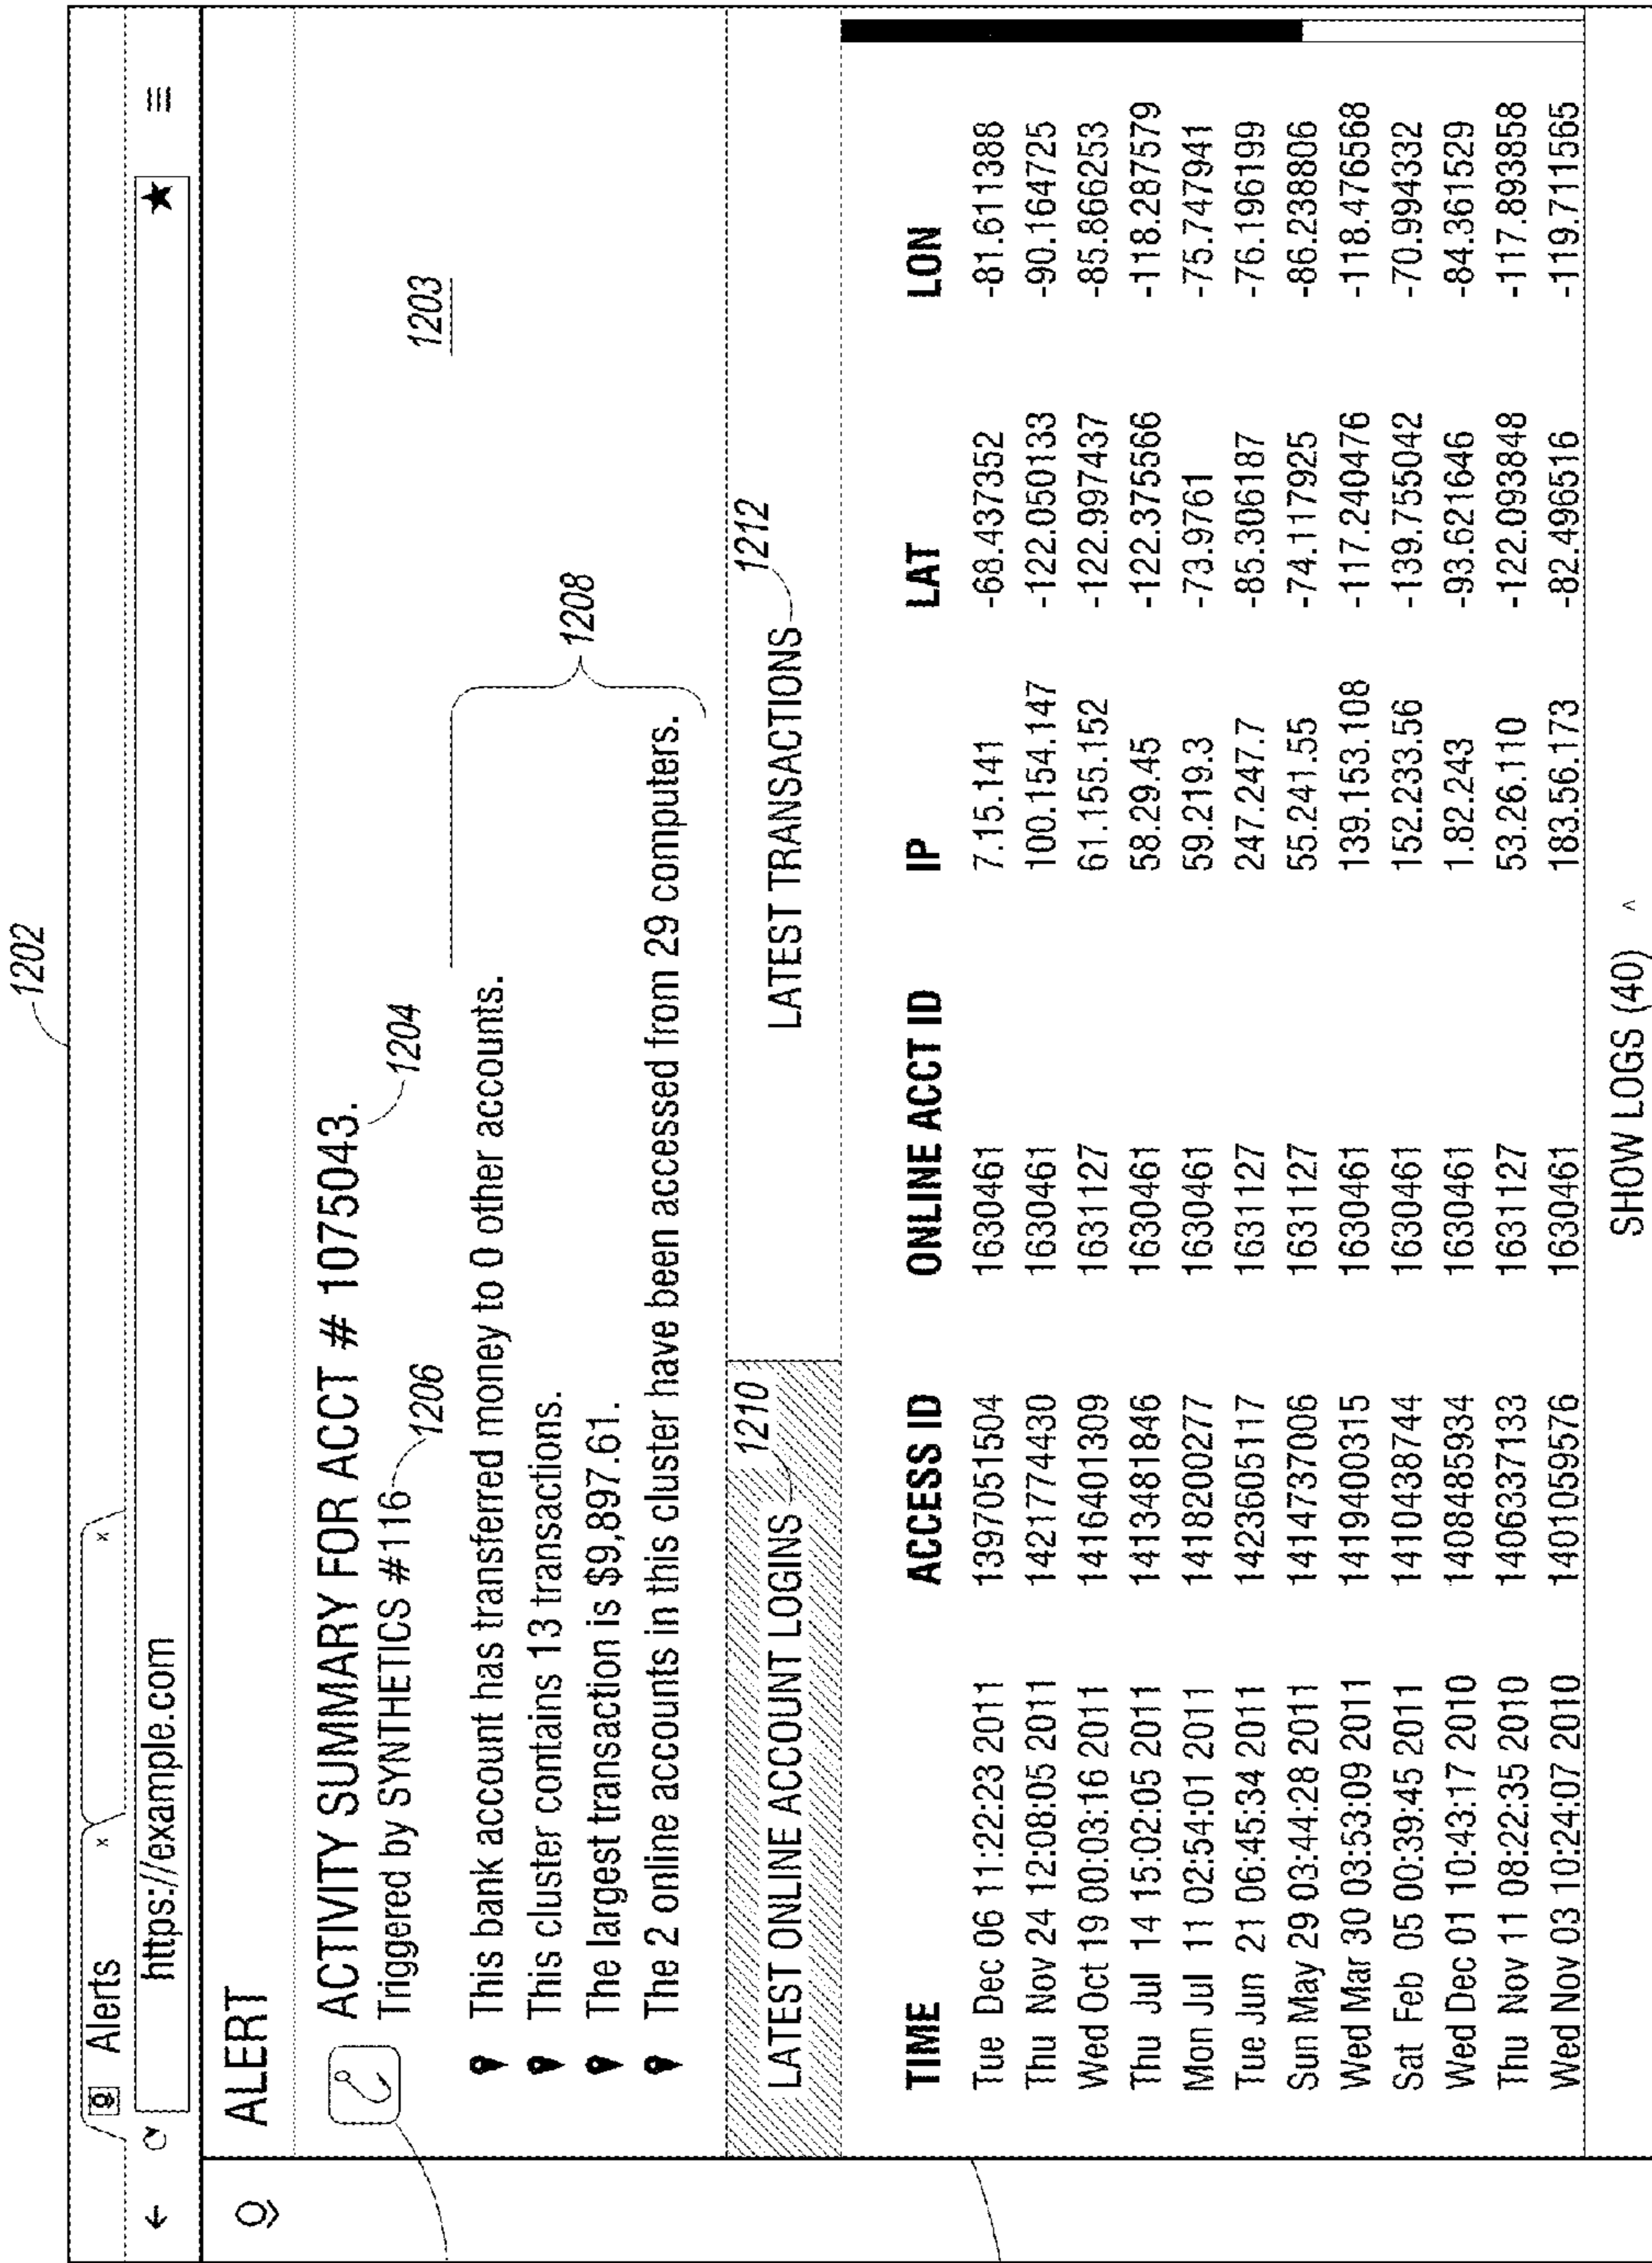 1202
Alerts x x
https://example.com
ALERT
ACTIVITY SUMMARY FOR ACCT # 1075043.
1204
Triggered by SYNTHETICS #116
1206
1203
This bank account has transferred money to 0 other accounts.
This cluster contains 13 transactions.
The largest transaction is $9,897.61.
The 2 online accounts in this cluster have been accessed from 29 computers.
1208
LATEST ONLINE ACCOUNT LOGINS 1210 LATEST TRANSACTIONS 1212
TIME ACCESS ID ONLINE ACCT ID IP LAT LON
Tue Dec 06 11:22:23 2011 1397051504 1630461 7.15.141 -68.437352 -81.611388
Thu Nov 24 12:08:05 2011 1421774430 1630461 100.154.147 -122.050133 -90.164725
Wed Oct 19 00:03:16 2011 1416401309 1631127 61.155.152 -122.997437 -85.866253
Thu Jul 14 15:02:05 2011 1413481846 1630461 58.29.45 -122.375566 -118.287579
Mon Jul 11 02:54:01 2011 1418200277 1630461 59.219.3 -73.9761 -75.747941
Tue Jun 21 06:45:34 2011 1423605117 1631127 247.247.7 -85.306187 -76.196199
Sun May 29 03:44:28 2011 1414737006 1631127 55.241.55 -74.117925 -86.238806
Wed Mar 30 03:53:09 2011 1419400315 1630461 139.153.108 -117.240476 -118.476568
Sat Feb 05 00:39:45 2011 1410438744 1630461 152.233.56 -139.755042 -70.994332
Wed Dec 01 10:43:17 2010 1408485934 1630461 1.82.243 -93.621646 -84.3615529
Thu Nov 11 08:22:35 2010 1406337133 1631127 53.26.110 -122.093848 -117.893858
Wed Nov 03 10:24:07 2010 1401059576 1630461 183.56.173 -82.496516 -119.711565
SHOW LOGS (40) ^